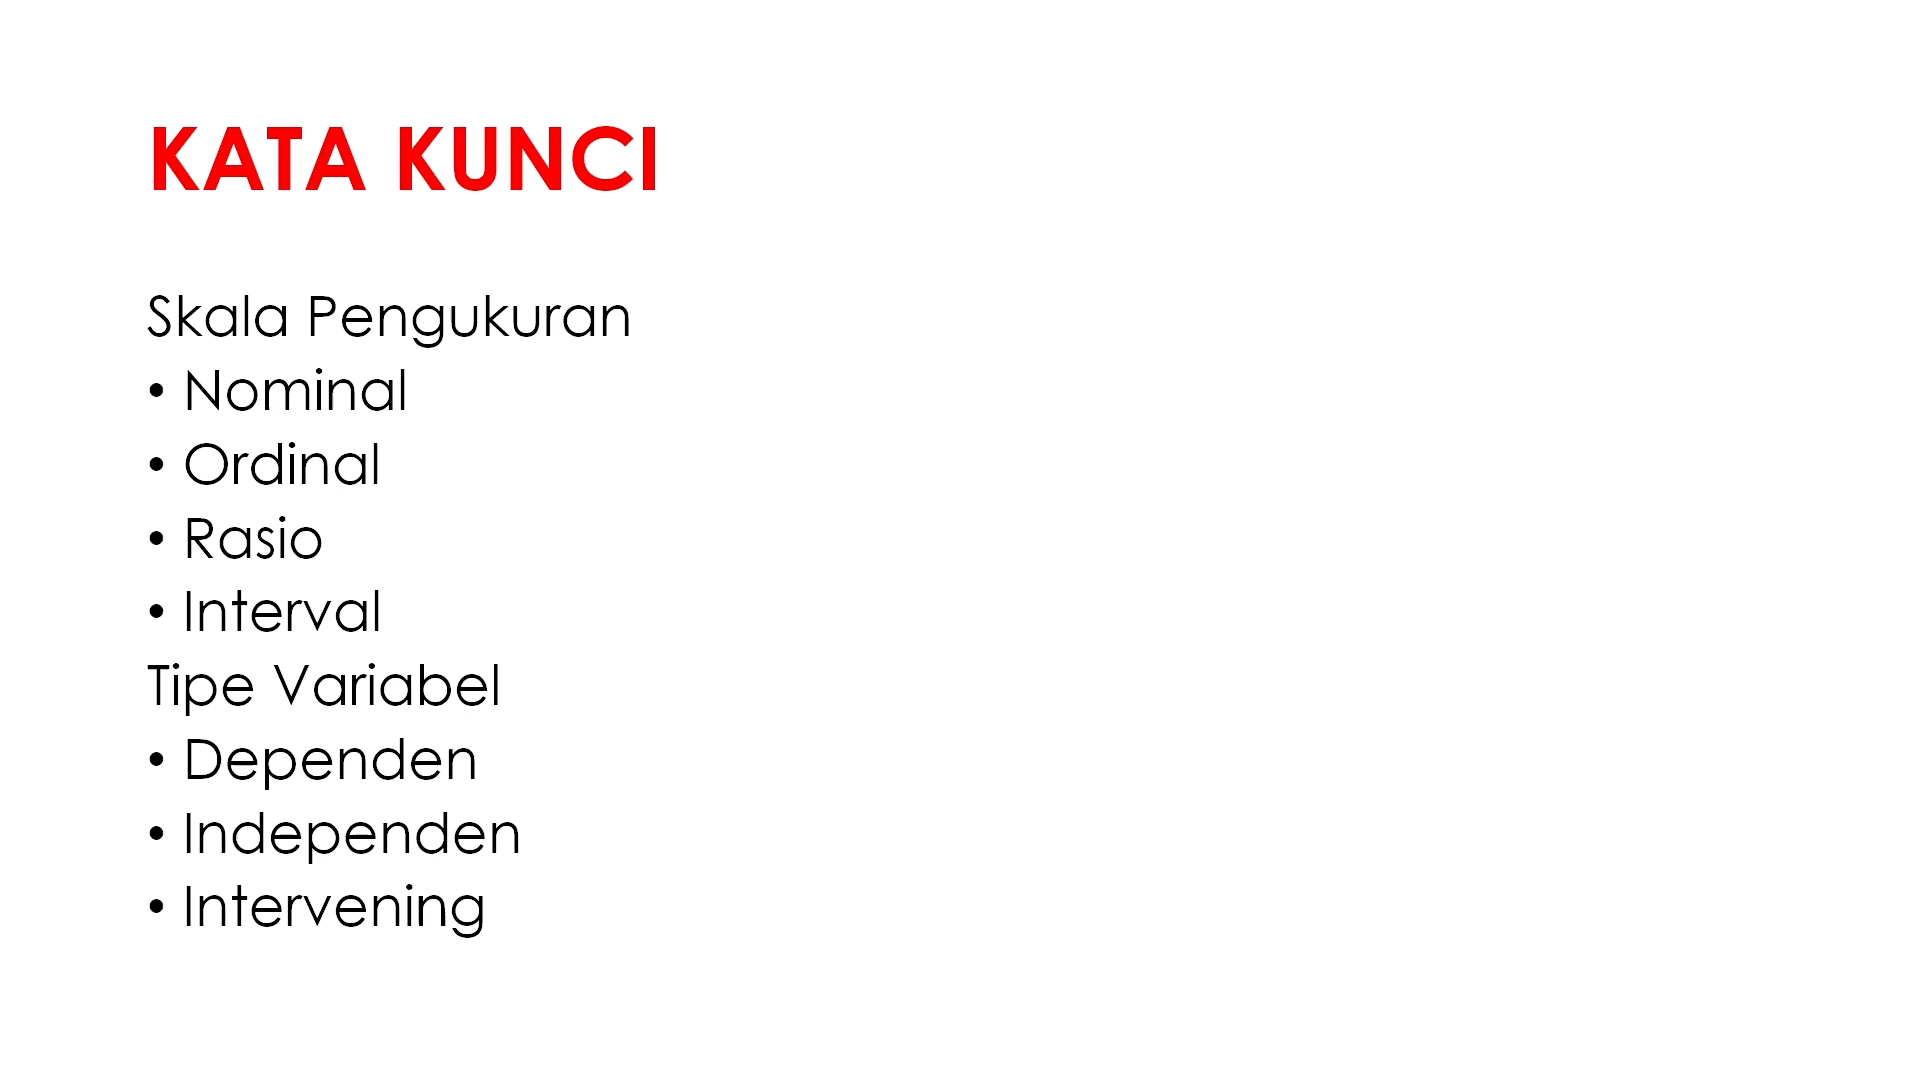 KATA KUNCI
Skala Pengukuran
• Nominal
• Ordinal
• Rasio
• Interval
Tipe Variabel
• Dependen
• Independen
• Intervening